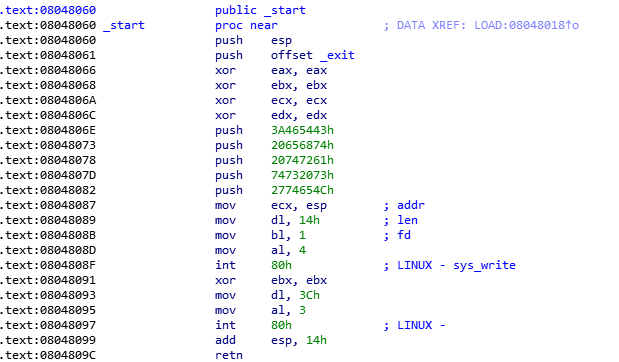 .text:08048060 public _start
.text:08048060 _start proc near ; DATA XREF: LOAD:08048018↑o
.text:08048060 push esp
.text:08048061 push offset _exit
.text:08048066 xor eax, eax
.text:08048068 xor ebx, ebx
.text:0804806A xor ecx, ecx
.text:0804806C xor edx, edx
.text:0804806E push 3A465443h
.text:08048073 push 20656874h
.text:08048078 push 20747261h
.text:0804807D push 74732073h
.text:08048082 push 2774654Ch
.text:08048087 mov ecx, esp ; addr
.text:08048089 mov dl, 14h ; len
.text:0804808B mov bl, 1 ; fd
.text:0804808D mov al, 4
.text:0804808F int 80h ; LINUX - sys_write
.text:08048091 xor ebx, ebx
.text:08048093 mov dl, 3Ch
.text:08048095 mov al, 3
.text:08048097 int 80h ; LINUX -
.text:08048099 add esp, 14h
.text:0804809C retn